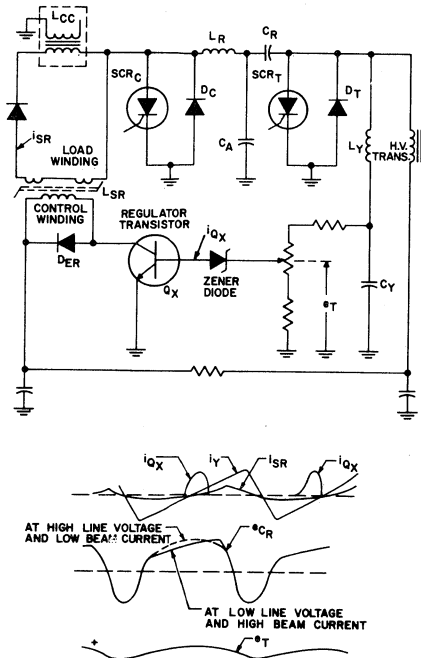 LCC
LR
CR
SCRC
DC
SCRT
DT
iSR
LOAD
WINDING
CA
LY
H.V.
TRANS.
LSR
CONTROL
WINDING
REGULATOR
TRANSISTOR
iQX
DER
QX
ZENER
DIODE
eT
CY
iQX
iY
ISR
iQX
AT HIGH LINE VOLTAGE
AND LOW BEAM CURRENT
eCR
AT LOW LINE VOLTAGE
AND HIGH BEAM CURRENT
+
eT